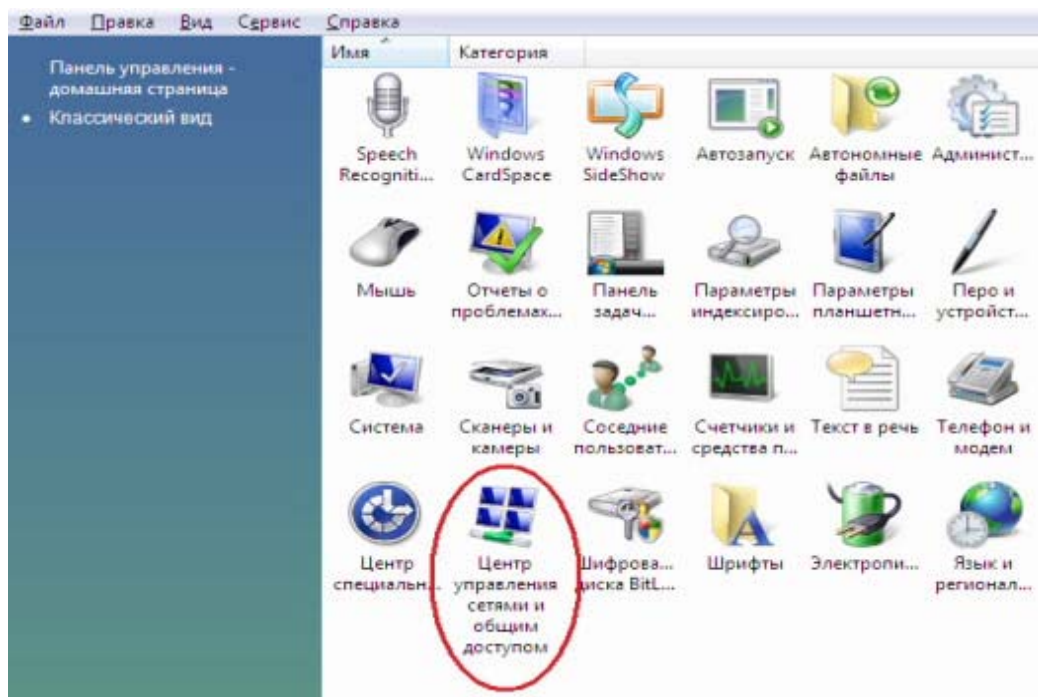 Файл Правка Вид Сервис Справка
Панель управления -
домашняя страница
Классический вид
Имя Категория
Speech Windows Windows Автозапуск Автономные Админист...
Recogniti... CardSpace SideShow файлы
Мышь Отчеты о Панель Параметры Параметры Перо и
проблемах... задач... индексиро... планшетн... устройст...
Система Сканеры и Соседние Счетчики и Текст в речь Телефон и
камеры пользоват... средства п... модем
Центр Центр Шифрова... Шрифты Электропи... Язык и
специальн... управления диска BitL... регионал...
сетями и
общим
доступом